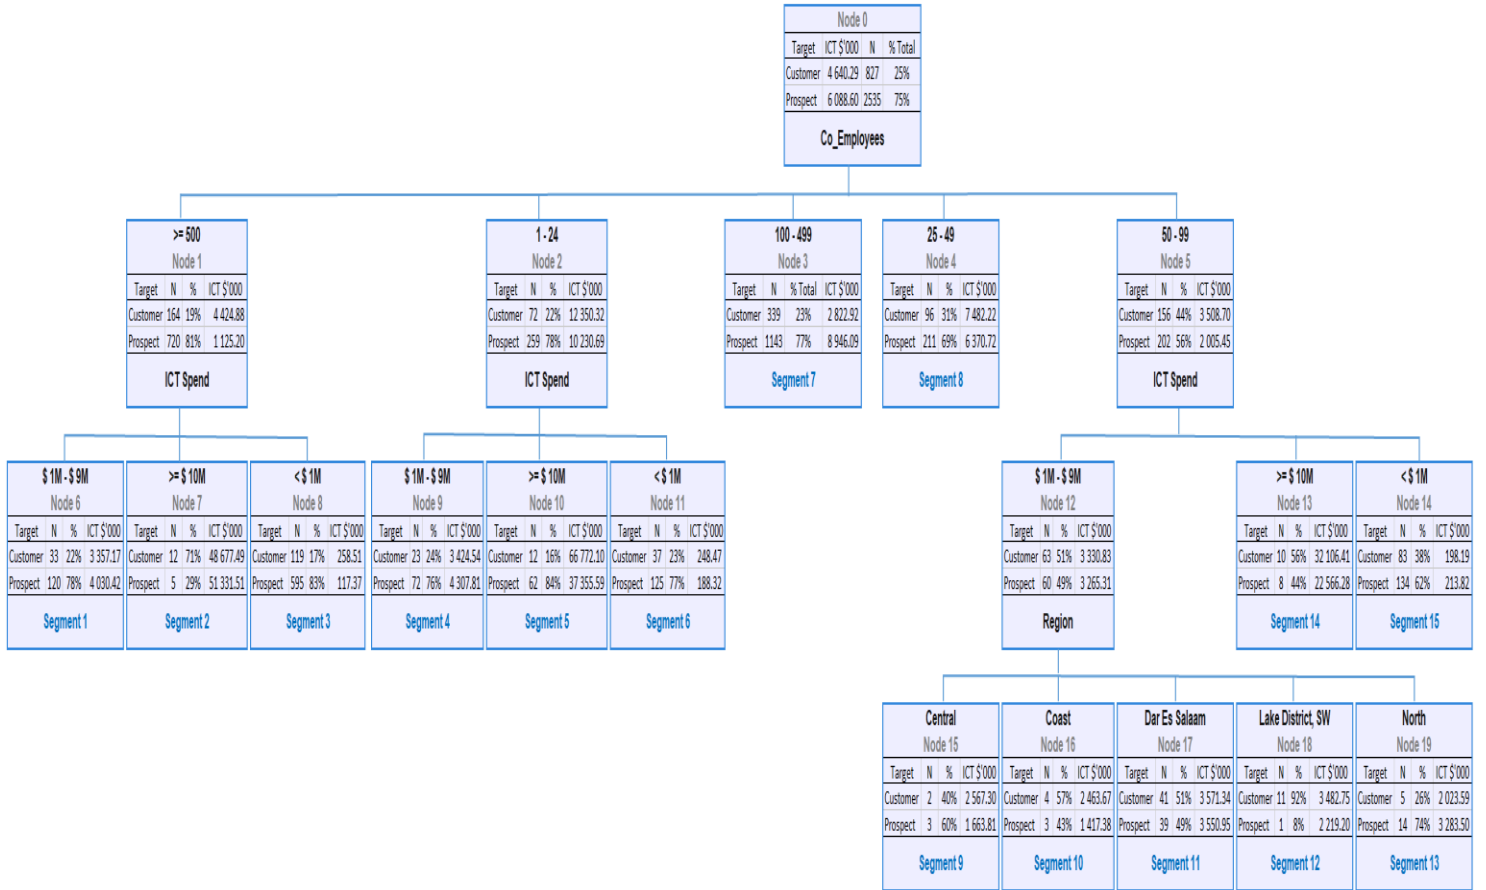 Node 0
Target ICT $'000 N % Total
Customer 4 640.29 827 25%
Prospect 6 088.60 2535 75%
Co_Employees
>= 500
Node 1
Target N % ICT $'000
Customer 164 19% 4 424.88
Prospect 720 81% 1 125.20
ICT Spend
1 - 24
Node 2
Target N % ICT $'000
Customer 72 22% 12 350.32
Prospect 259 78% 10 230.69
ICT Spend
100 - 499
Node 3
Target N % Total ICT $'000
Customer 339 23% 2 822.92
Prospect 1143 77% 8 946.09
Segment 7
25 - 49
Node 4
Target N % ICT $'000
Customer 96 31% 7 482.22
Prospect 211 69% 6 370.72
Segment 8
50 - 99
Node 5
Target N % ICT $'000
Customer 156 44% 3 508.70
Prospect 202 56% 2 005.45
ICT Spend
$ 1M - $ 9M
Node 6
Target N % ICT $'000
Customer 33 22% 3 357.17
Prospect 120 78% 4 030.42
Segment 1
>= $ 10M
Node 7
Target N % ICT $'000
Customer 12 71% 48 677.49
Prospect 5 29% 51 331.51
Segment 2
< $ 1M
Node 8
Target N % ICT $'000
Customer 119 17% 258.51
Prospect 595 83% 117.37
Segment 3
$ 1M - $ 9M
Node 9
Target N % ICT $'000
Customer 23 24% 3 424.54
Prospect 72 76% 4 307.81
Segment 4
>= $ 10M
Node 10
Target N % ICT $'000
Customer 12 16% 66 772.10
Prospect 62 84% 37 355.59
Segment 5
< $ 1M
Node 11
Target N % ICT $'000
Customer 37 23% 248.47
Prospect 125 77% 188.32
Segment 6
$ 1M - $ 9M
Node 12
Target N % ICT $'000
Customer 63 51% 3 330.83
Prospect 60 49% 3 265.31
Region
>= $ 10M
Node 13
Target N % ICT $'000
Customer 10 56% 32 106.41
Prospect 8 44% 22 566.28
Segment 14
< $ 1M
Node 14
Target N % ICT $'000
Customer 83 38% 198.19
Prospect 134 62% 213.82
Segment 15
Central
Node 15
Target N % ICT $'000
Customer 2 40% 2 567.30
Prospect 3 60% 1 663.81
Segment 9
Coast
Node 16
Target N % ICT $'000
Customer 4 57% 2 463.67
Prospect 3 43% 1 417.38
Segment 10
Dar Es Salaam
Node 17
Target N % ICT $'000
Customer 41 51% 3 571.34
Prospect 39 49% 3 550.95
Segment 11
Lake District, SW
Node 18
Target N % ICT $'000
Customer 11 92% 3 482.75
Prospect 1 8% 2 219.20
Segment 12
North
Node 19
Target N % ICT $'000
Customer 5 26% 2 023.59
Prospect 14 74% 3 283.50
Segment 13